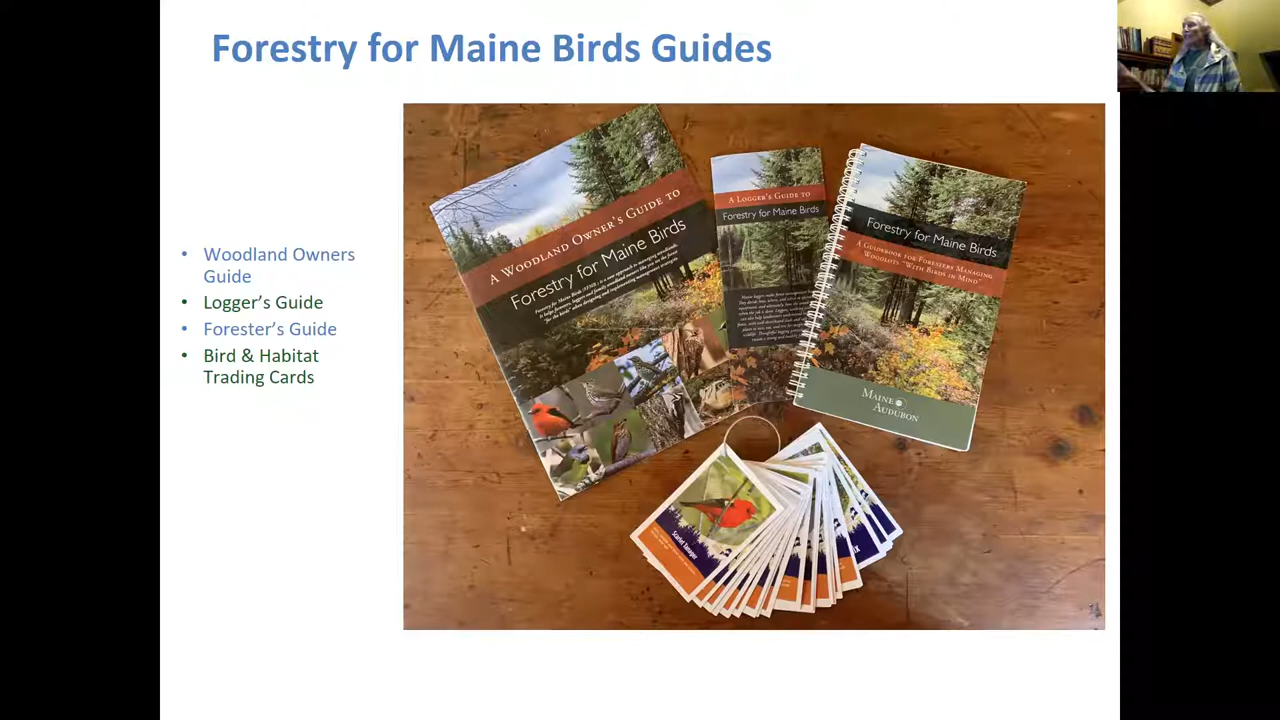 Forestry for Maine Birds Guides
• Woodland Owners
Guide
• Logger's Guide
• Forester's Guide
• Bird & Habitat
Trading Cards
A WOODLAND OWNER'S GUIDE TO
Forestry for Maine Birds
A LOGGER'S GUIDE TO
Forestry for Maine Birds
Forestry for Maine Birds
A GUIDEBOOK FOR FORESTERS MANAGING
WOODLOTS "WITH BIRDS IN MIND"
MAINE
AUDUBON
Scarlet Tanager